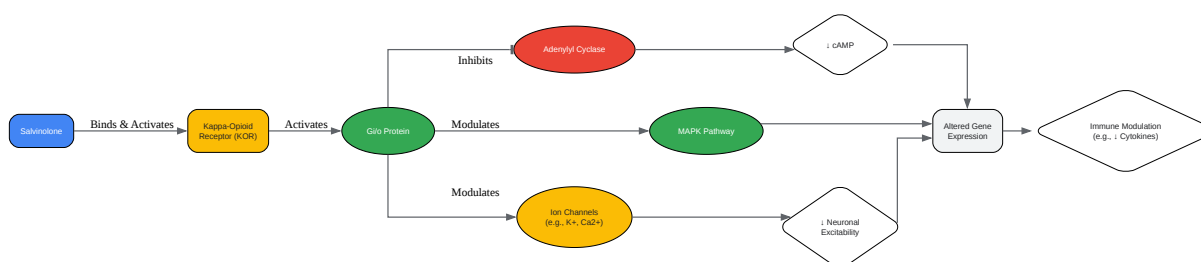 Adenylyl Cyclase
↓ cAMP
Inhibits
Salvinolone
Binds & Activates
Kappa-Opioid
Receptor (KOR)
Activates
Gi/o Protein
Modulates
MAPK Pathway
Altered Gene
Expression
Immune Modulation
(e.g., ↓ Cytokines)
Modulates
Ion Channels
(e.g., K+, Ca2+)
↓ Neuronal
Excitability